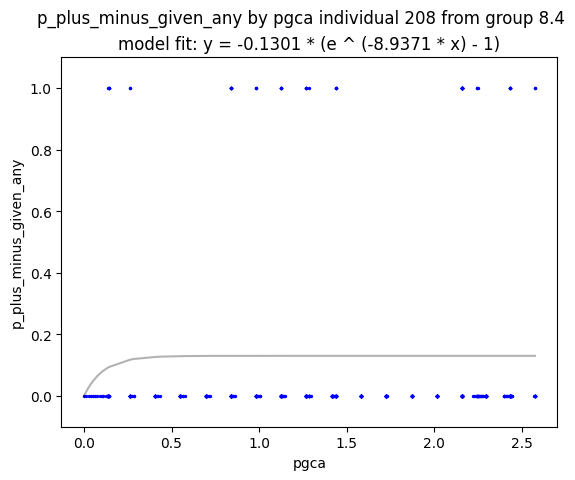 p_plus_minus_given_any by pgca individual 208 from group 8.4
model fit: y = -0.1301 * (e ^ (-8.9371 * x) - 1)
1.0
0.8
0.6
0.4
0.2
0.0
p_plus_minus_given_any
0.0 0.5 1.0 1.5 2.0 2.5
pgca